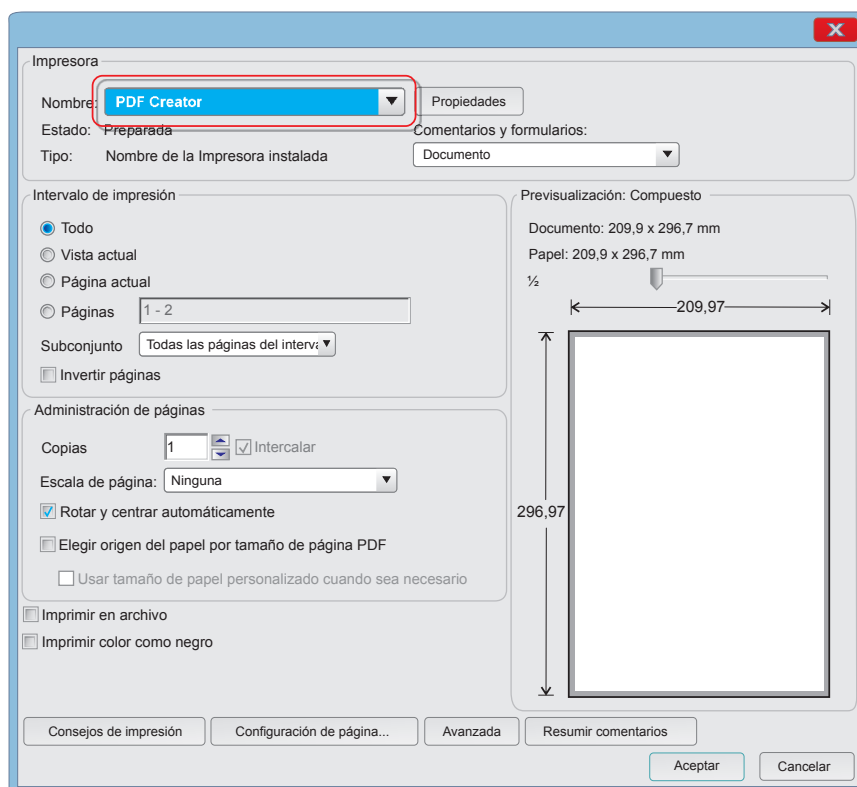 X
Impresora
Nombre: PDF Creator Propiedades
Estado: Preparada Comentarios y formularios:
Tipo: Nombre de la Impresora instalada Documento
Intervalo de impresión
Todo
Vista actual
Página actual
Páginas 1 - 2
Subconjunto Todas las páginas del interva
Invertir páginas
Administración de páginas
Copias 1 Intercalar
Escala de página: Ninguna
Rotar y centrar automáticamente
Elegir origen del papel por tamaño de página PDF
Usar tamaño de papel personalizado cuando sea necesario
Imprimir en archivo
Imprimir color como negro
Previsualización: Compuesto
Documento: 209,9 x 296,7 mm
Papel: 209,9 x 296,7 mm
½
209,97
296,97
Consejos de impresión Configuración de página... Avanzada Resumir comentarios
Aceptar Cancelar